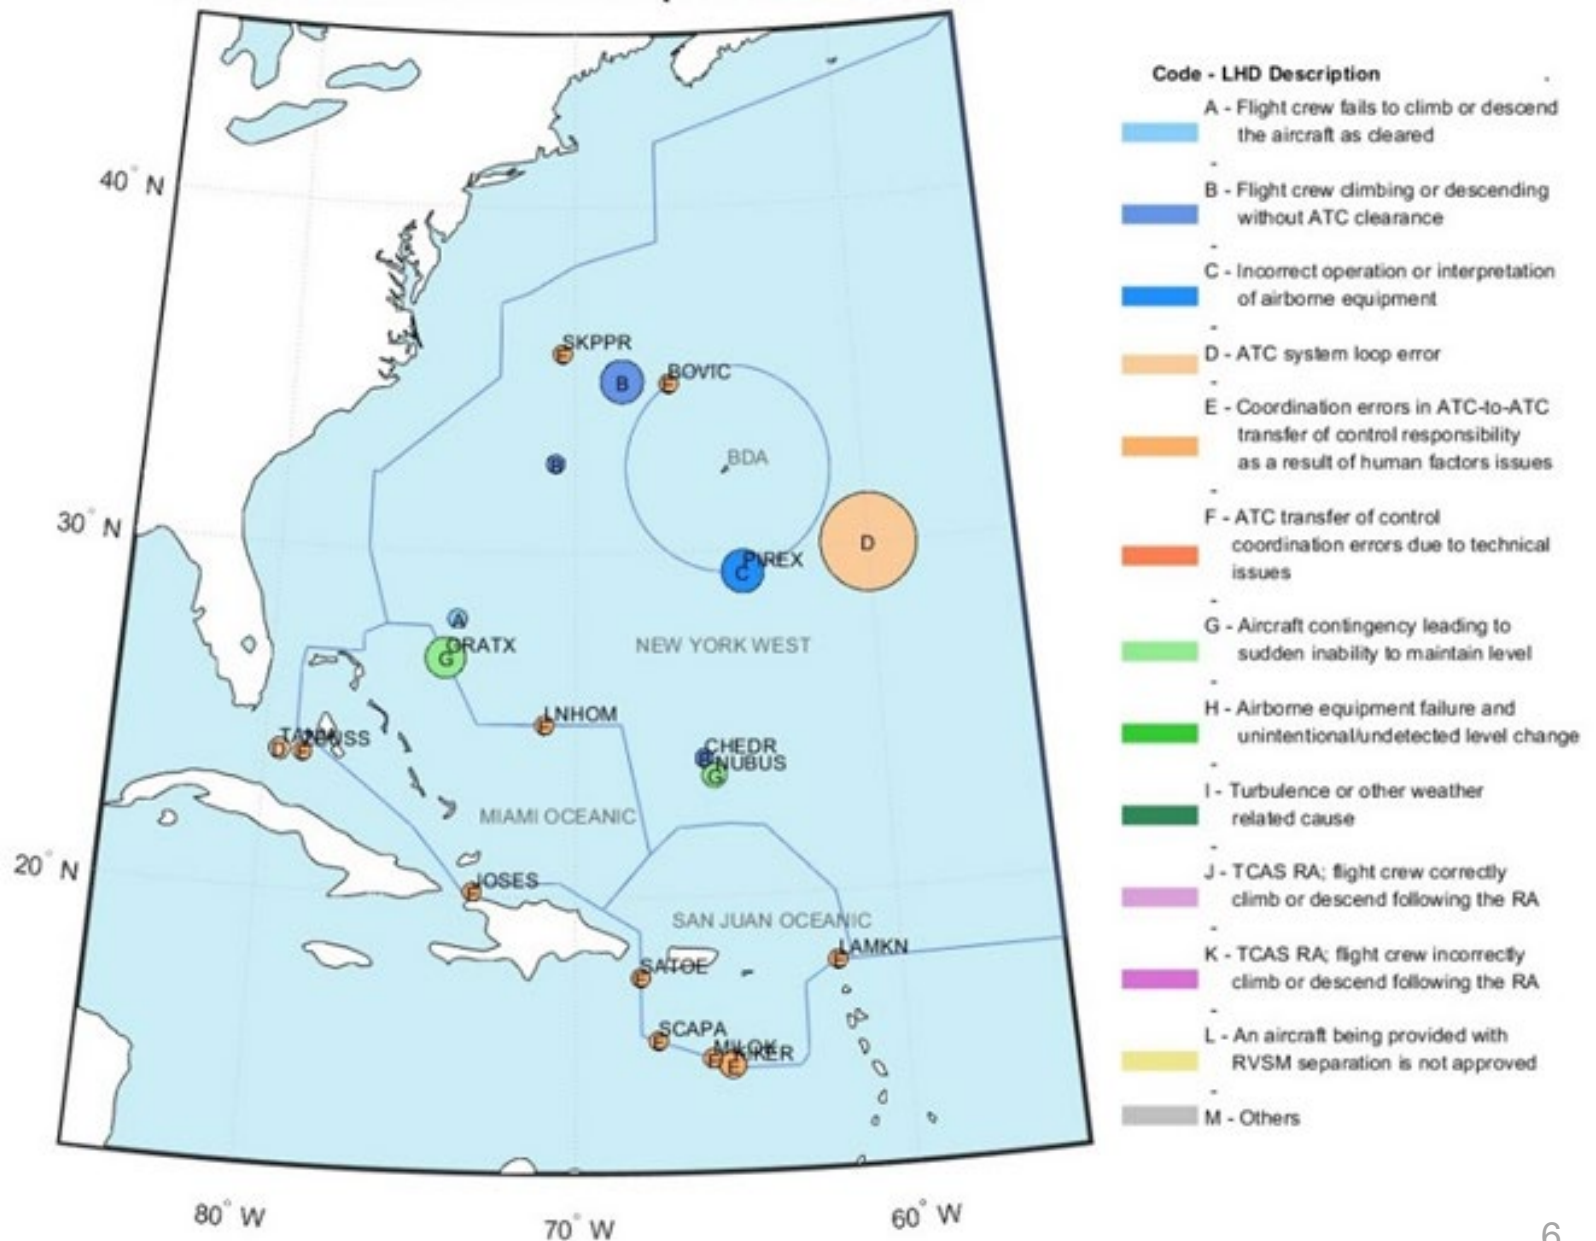 Code - LHD Description
A - Flight crew fails to climb or descend
the aircraft as cleared
-
B - Flight crew climbing or descending
without ATC clearance
-
C - Incorrect operation or interpretation
of airborne equipment
-
D - ATC system loop error
-
E - Coordination errors in ATC-to-ATC
transfer of control responsibility
as a result of human factors issues
-
F - ATC transfer of control
coordination errors due to technical
issues
-
G - Aircraft contingency leading to
sudden inability to maintain level
-
H - Airborne equipment failure and
unintentional/undetected level change
-
I - Turbulence or other weather
related cause
-
J - TCAS RA; flight crew correctly
climb or descend following the RA
-
K - TCAS RA; flight crew incorrectly
climb or descend following the RA
-
L - An aircraft being provided with
RVSM separation is not approved
-
M - Others
40° N
SKPPR
E
B
BOVIC
E
B
BDA
30° N
D
PIREX
C
A
GRATX
G
NEW YORK WEST
LNHOM
E
D
E
CHEDR
B
NUBUS
G
MIAMI OCEANIC
20° N
JOSES
E
SAN JUAN OCEANIC
LAMKN
E
SATOE
E
SCAPA
E
MILOK
E
E
80° W
70° W
60° W
6